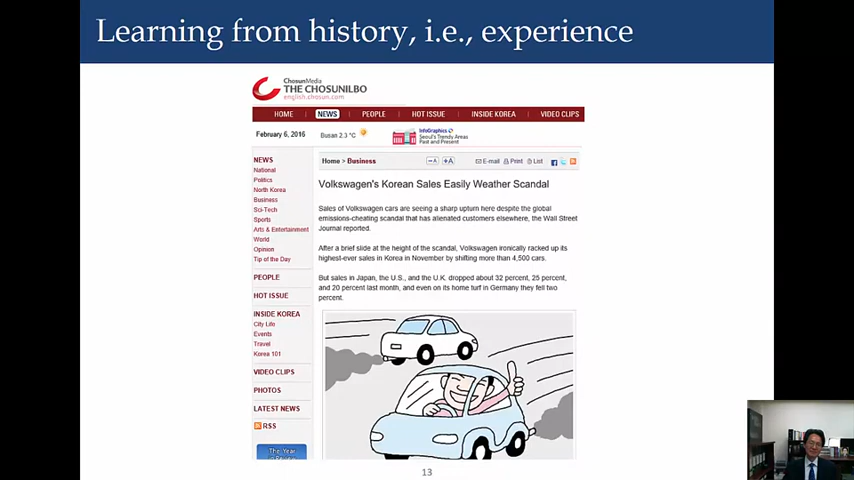 Learning from history, i.e., experience
ChosunMedia
THE CHOSUNILBO
english.chosun.com
HOME | NEWS | PEOPLE | HOT ISSUE | INSIDE KOREA | VIDEO CLIPS
February 6, 2016 Busan 2.3 °C
InfoGraphics
Seoul's Trendy Areas
Past and Present
NEWS
National
Politics
North Korea
Business
Sci-Tech
Sports
Arts & Entertainment
World
Opinion
Tip of the Day
PEOPLE
HOT ISSUE
INSIDE KOREA
City Life
Events
Travel
Korea 101
VIDEO CLIPS
PHOTOS
LATEST NEWS
RSS
The Year
Home > Business
-A +A E-mail Print List
Volkswagen's Korean Sales Easily Weather Scandal
Sales of Volkswagen cars are seeing a sharp upturn here despite the global
emissions-cheating scandal that has alienated customers elsewhere, the Wall Street
Journal reported.
After a brief slide at the height of the scandal, Volkswagen ironically racked up its
highest-ever sales in Korea in November by shifting more than 4,500 cars.
But sales in Japan, the U.S., and the U.K. dropped about 32 percent, 25 percent,
and 20 percent last month, and even on its home turf in Germany they fell two
percent.
13